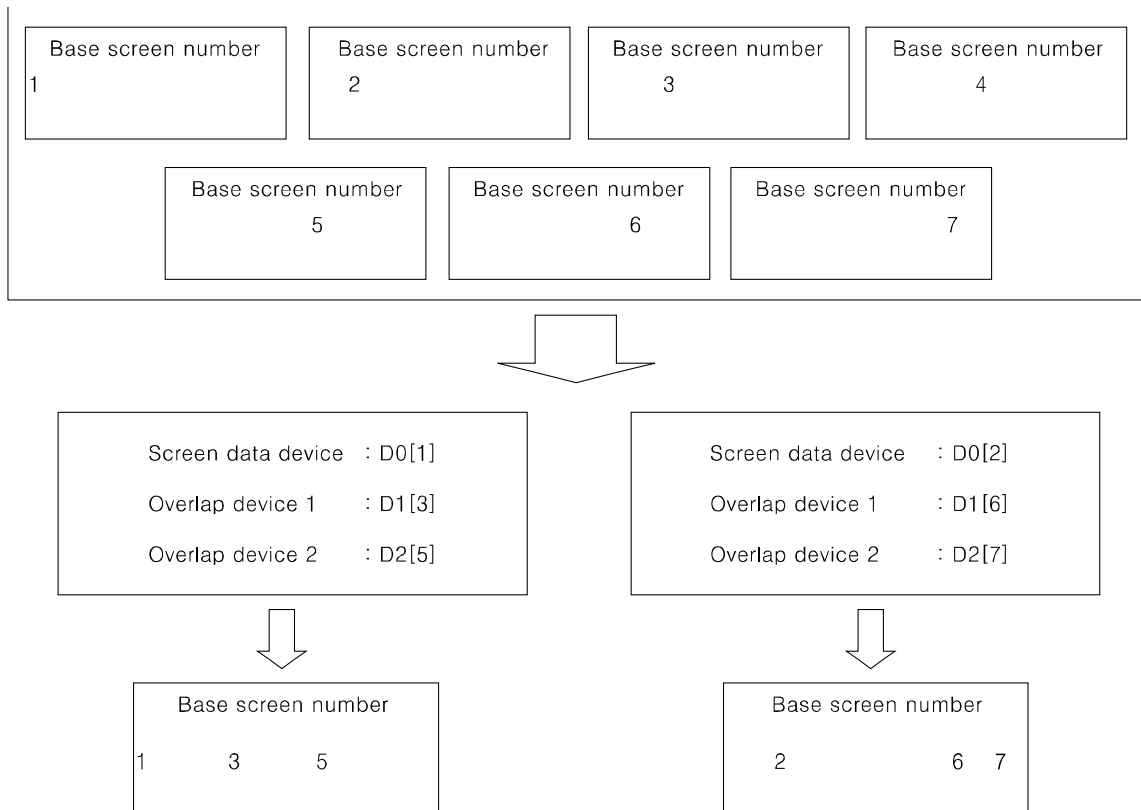 Base screen number Base screen number Base screen number Base screen number
1 2 3 4
Base screen number Base screen number Base screen number
5 6 7
Screen data device : D0[1]
Overlap device 1 : D1[3]
Overlap device 2 : D2[5]
Screen data device : D0[2]
Overlap device 1 : D1[6]
Overlap device 2 : D2[7]
Base screen number
1 3 5
Base screen number
2 6 7